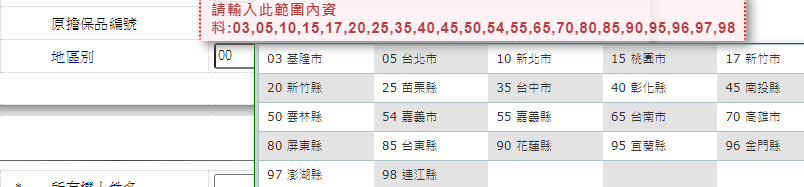 請輸入此範圍內資
料:03,05,10,15,17,20,25,35,40,45,50,54,55,65,70,80,85,90,95,96,97,98
原擔保品編號
地區別 00
03 基隆市 05 台北市 10 新北市 15 桃園市 17 新竹市
20 新竹縣 25 苗栗縣 35 台中市 40 彰化縣 45 南投縣
50 雲林縣 54 嘉義市 55 嘉義縣 65 台南市 70 高雄市
80 屏東縣 85 台東縣 90 花蓮縣 95 宜蘭縣 96 金門縣
97 澎湖縣 98 連江縣
* 所有權人姓名